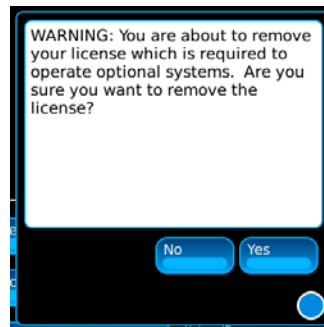 WARNING: You are about to remove
your license which is required to
operate optional systems.  Are you
sure you want to remove the
license?
No
Yes